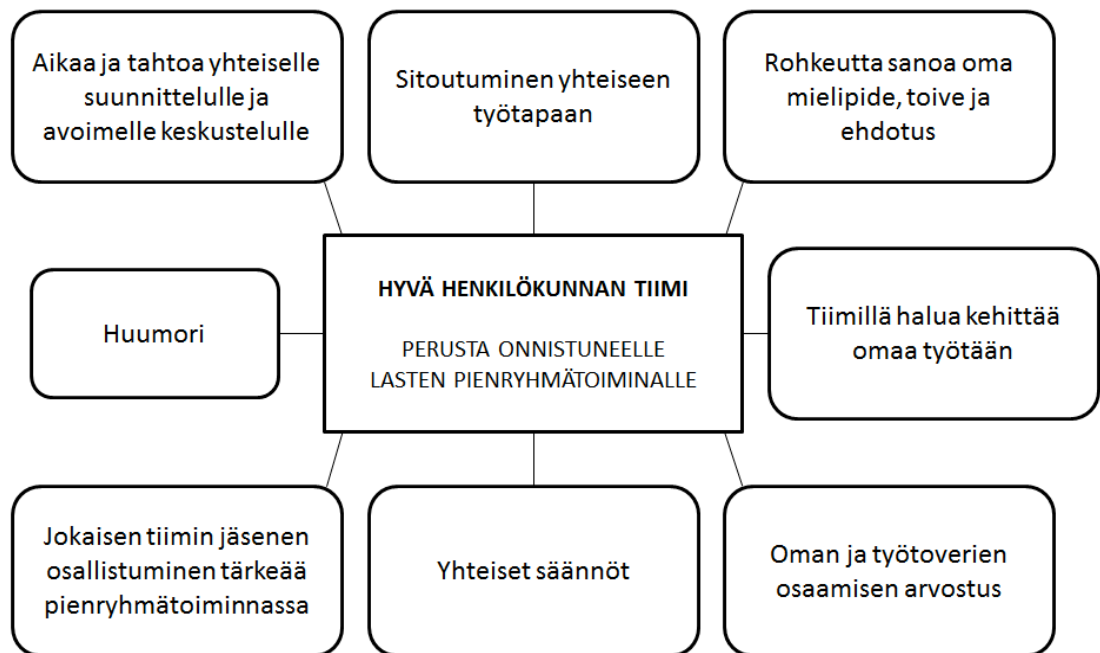 Aikaa ja tahtoa yhteiselle
suunnittelulle ja
avoimelle keskustelulle
Sitoutuminen yhteiseen
työtapaan
Rohkeutta sanoa oma
mielipide, toive ja
ehdotus
Huumori
HYVÄ HENKILÖKUNNAN TIIMI
PERUSTA ONNISTUNEELLE
LASTEN PIENRYHMÄTOIMINALLE
Tiimillä halua kehittää
omaa työtään
Jokaisen tiimin jäsenen
osallistuminen tärkeää
pienryhmätoiminnassa
Yhteiset säännöt
Oman ja työtoverien
osaamisen arvostus